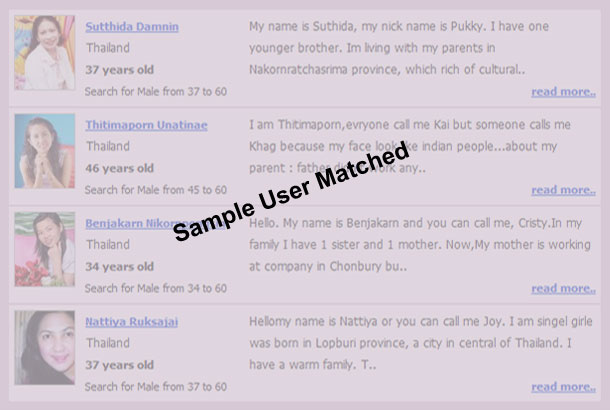 Sutthida Damnin
Thailand
37 years old
Search for Male from 37 to 60
My name is Suthida, my nick name is Pukky. I have one
younger brother. Im living with my parents in
Nakornratchasrima province, which rich of cultural..
read more..
Thitimaporn Unatinae
Thailand
46 years old
Search for Male from 45 to 60
I am Thitimaporn,evryone call me Kai but someone calls me
Khag because my face look like indian people...about my
parent : father work any..
read more..
Sample User Matched
Benjakarn
Thailand
34 years old
Search for Male from 34 to 60
Hello. My name is Benjakarn and you can call me, Cristy.In my
family I have 1 sister and 1 mother. Now,My mother is working
at company in Chonbury bu..
read more..
Nattiya Ruksajai
Thailand
37 years old
Search for Male from 37 to 60
Hellomy name is Nattiya or you can call me Joy. I am singel girle
was born in Lopburi province, a city in central of Thailand. I
have a warm family. T..
read more..